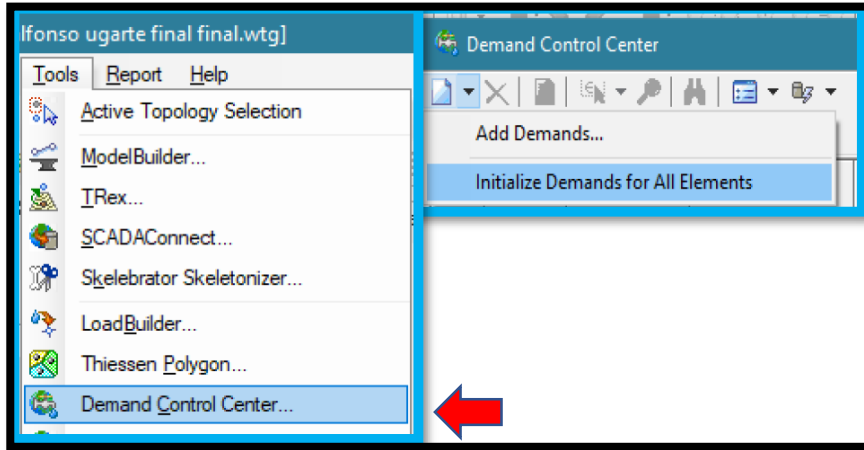 lfonso ugarte final final.wtg]
Tools Report Help
Active Topology Selection
ModelBuilder...
TRex...
SCADAConnect...
Skelebrator Skeletonizer...
LoadBuilder...
Thiessen Polygon...
Demand Control Center...
Demand Control Center
Add Demands...
Initialize Demands for All Elements